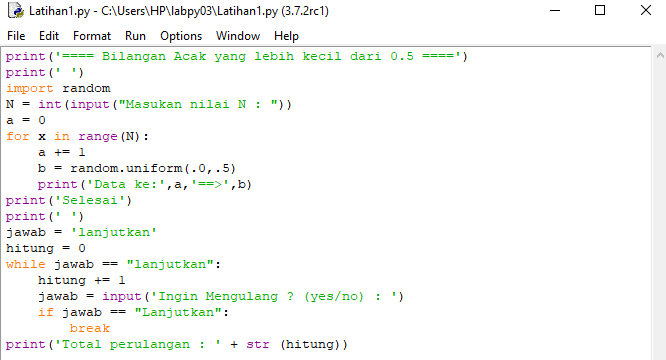 Latihan1.py - C:\Users\HP\labpy03\Latihan1.py (3.7.2rc1)
File Edit Format Run Options Window Help
print('==== Bilangan Acak yang lebih kecil dari 0.5 ====')
print(' ')
import random
N = int(input("Masukan nilai N : "))
a = 0
for x in range(N):
    a += 1
    b = random.uniform(.0,.5)
    print('Data ke:',a,'==>',b)
print('Selesai')
print(' ')
jawab = 'lanjutkan'
hitung = 0
while jawab == "lanjutkan":
    hitung += 1
    jawab = input('Ingin Mengulang ? (yes/no) : ')
    if jawab == "Lanjutkan":
        break
print('Total perulangan : ' + str (hitung))